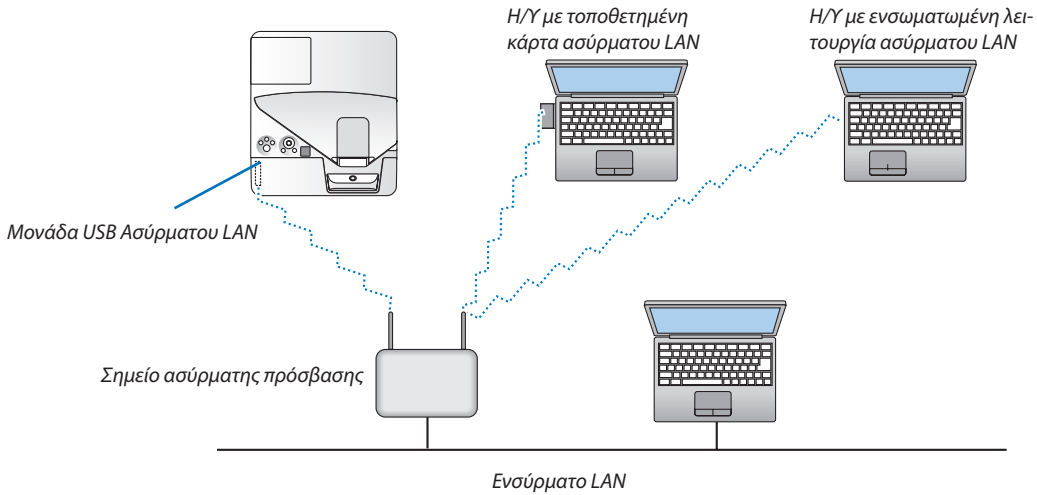 Η/Υ με τοποθετημένη
κάρτα ασύρματου LAN
Η/Υ με ενσωματωμένη λει-
τουργία ασύρματου LAN
Μονάδα USB Ασύρματου LAN
Σημείο ασύρματης πρόσβασης
Ενσύρματο LAN